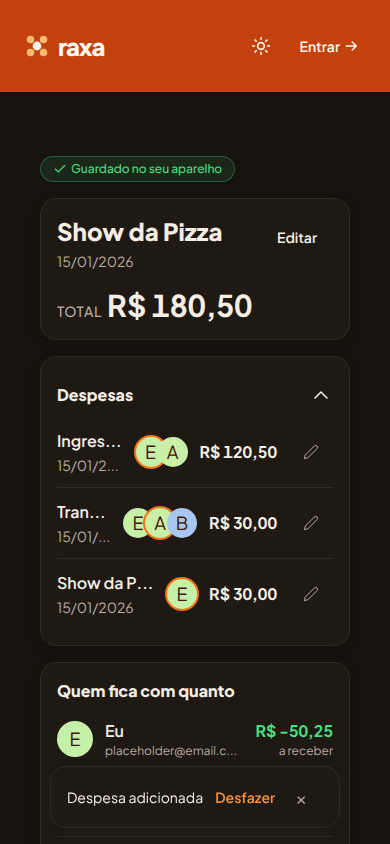 raxa
Entrar →
Guardado no seu aparelho
Show da Pizza
Editar
15/01/2026
TOTAL R$ 180,50
Despesas
Ingres...
E A
R$ 120,50
15/01/2...
Tran...
E A B
R$ 30,00
15/01/...
Show da P...
E
R$ 30,00
15/01/2026
Quem fica com quanto
E
Eu
R$ -50,25
placeholder@email.c...
a receber
Despesa adicionada
Desfazer
×